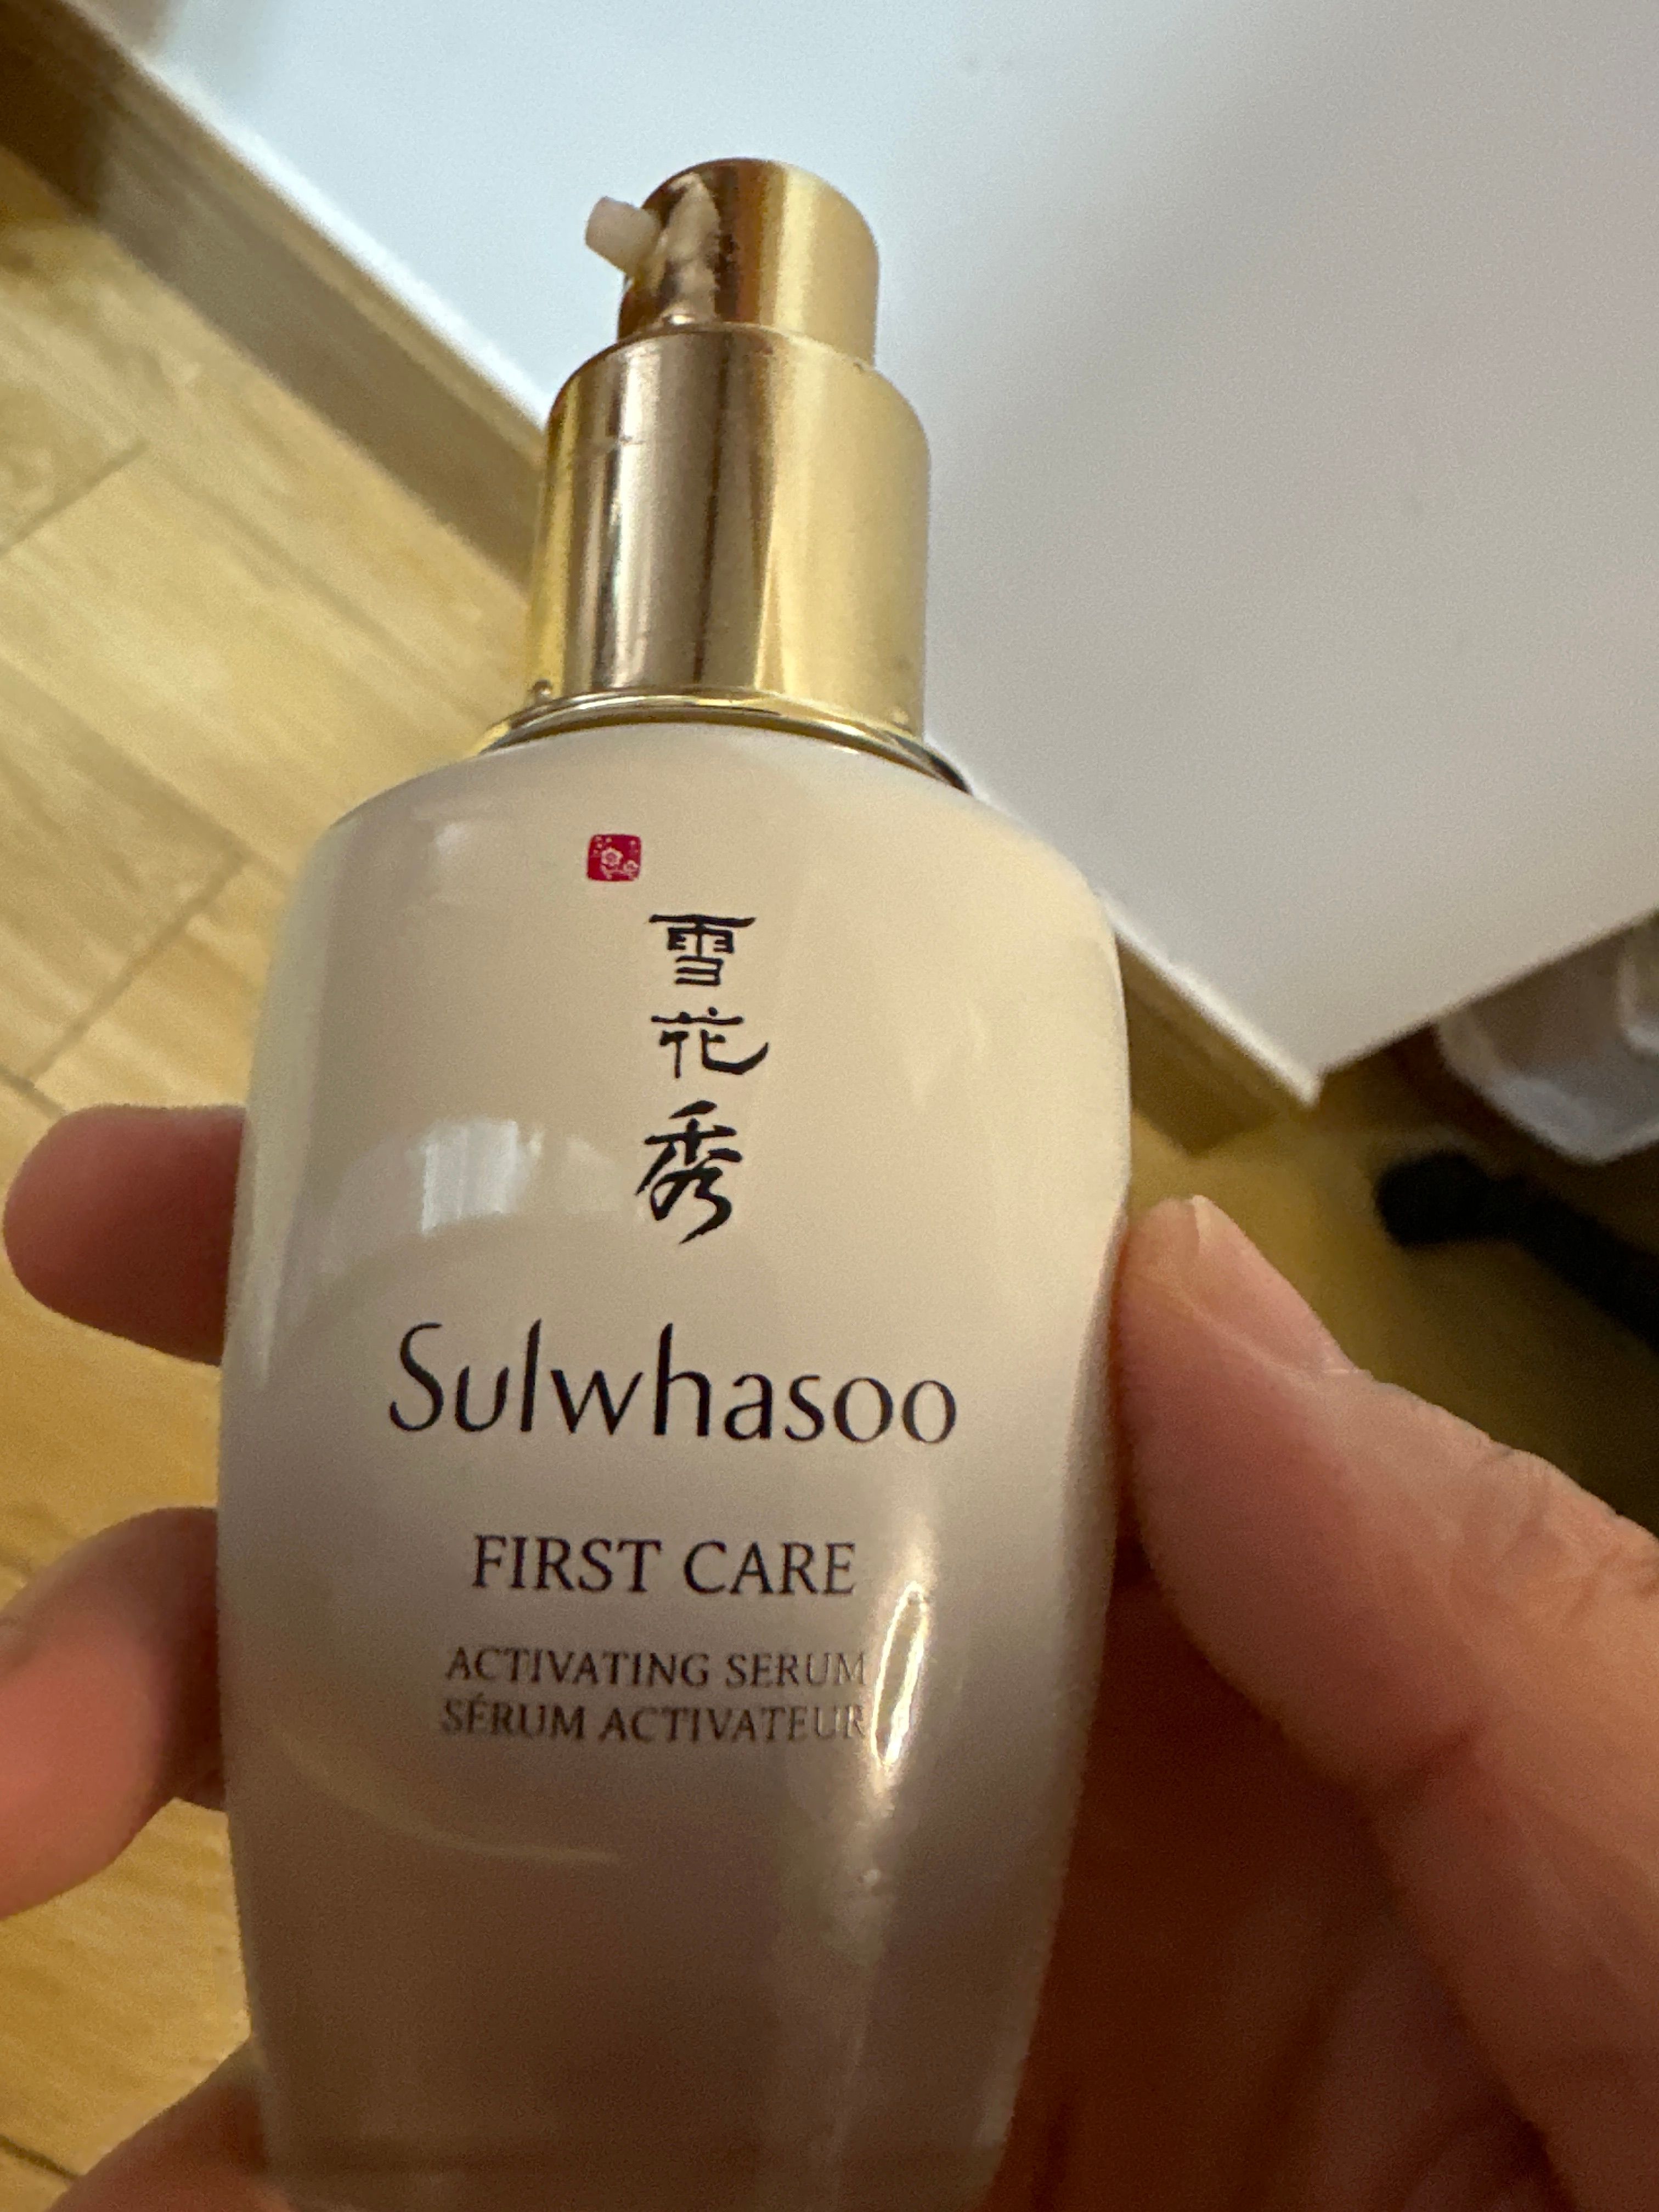 雪花秀
Sulwhasoo
FIRST CARE
ACTIVATING SERUM
SÉRUM ACTIVATEUR